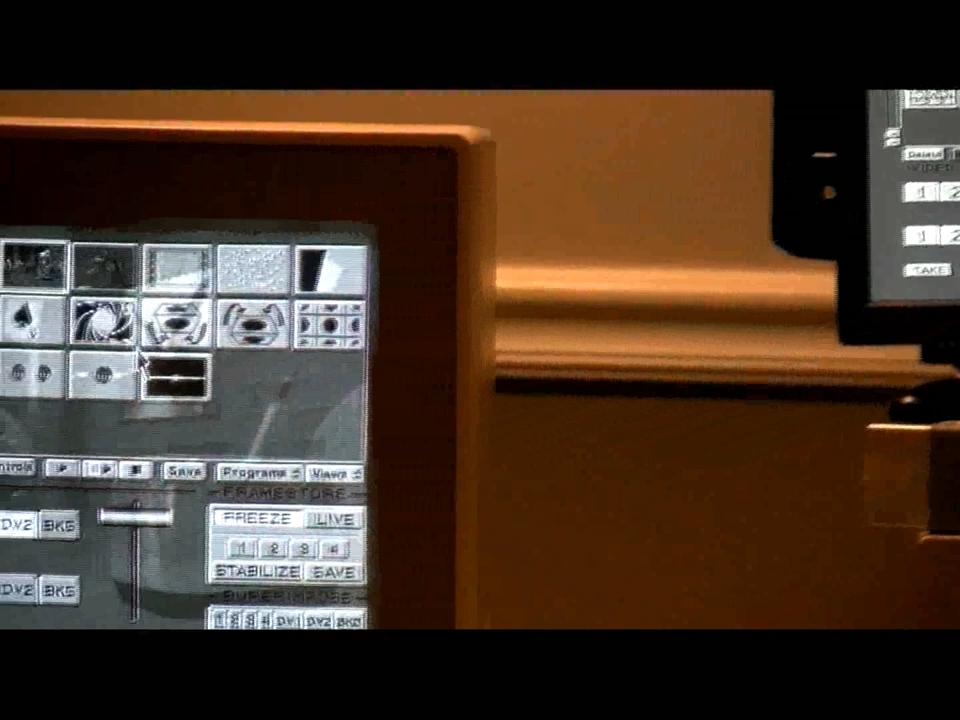 Save Programs Views
FRAMESTORE
FREEZE LIVE
DV2 BKG
1 2 3 4
STABILIZE SAVE
DV2 BKG
SUPERIMPOSE
1 2 3 4 DV1 DV2 BKG
Delete
1 2
1 2
TAKE